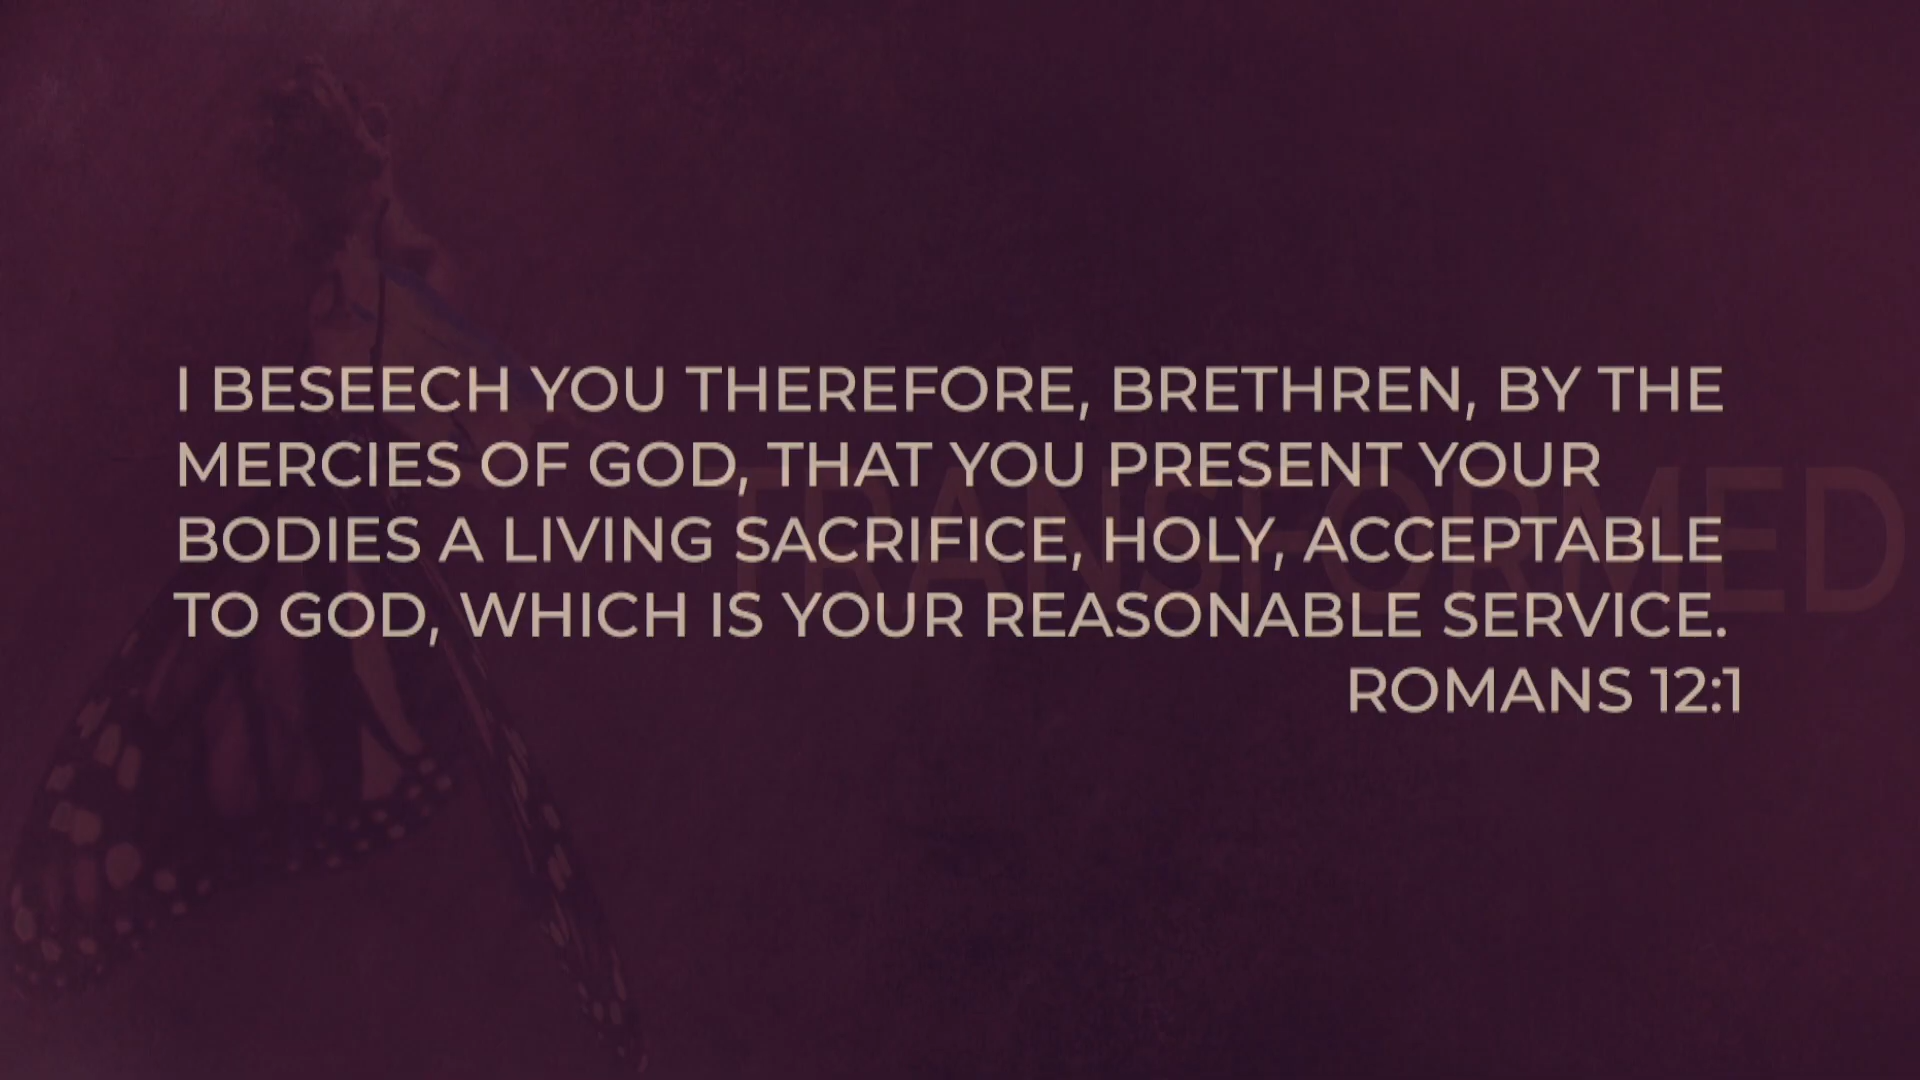 I BESEECH YOU THEREFORE, BRETHREN, BY THE
MERCIES OF GOD, THAT YOU PRESENT YOUR
BODIES A LIVING SACRIFICE, HOLY, ACCEPTABLE
TO GOD, WHICH IS YOUR REASONABLE SERVICE.
ROMANS 12:1
TRANSFORMED